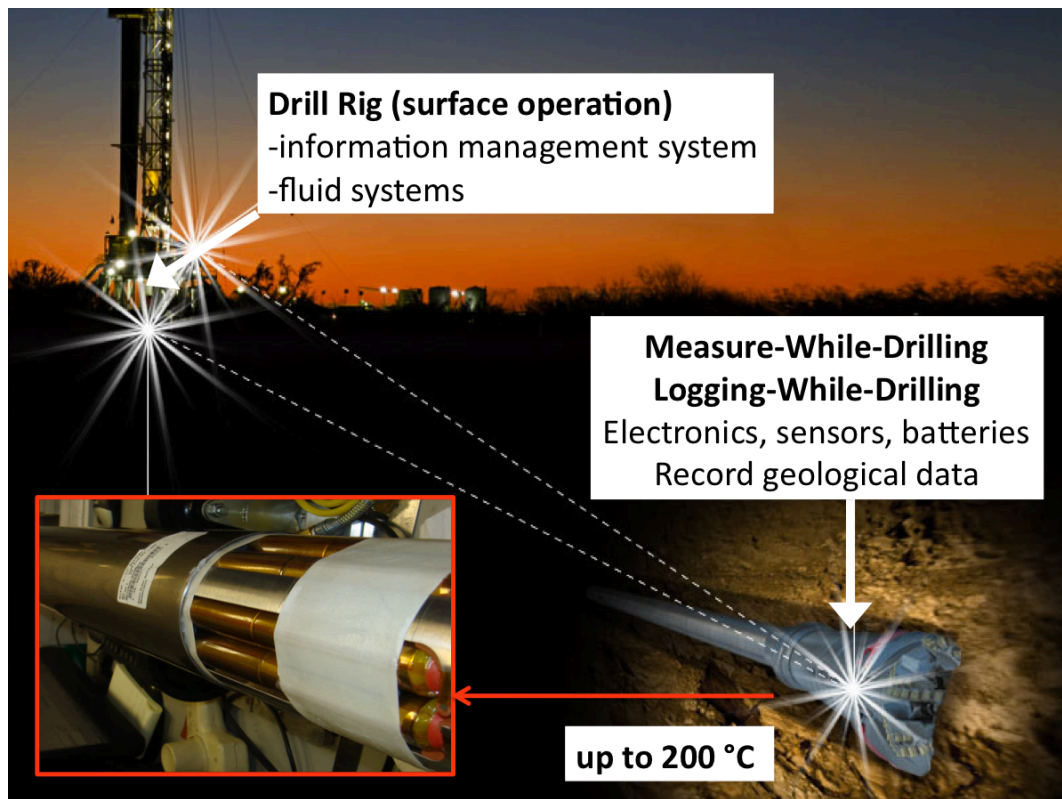 Drill Rig (surface operation)
-information management system
-fluid systems
Measure-While-Drilling
Logging-While-Drilling
Electronics, sensors, batteries
Record geological data
up to 200 °C